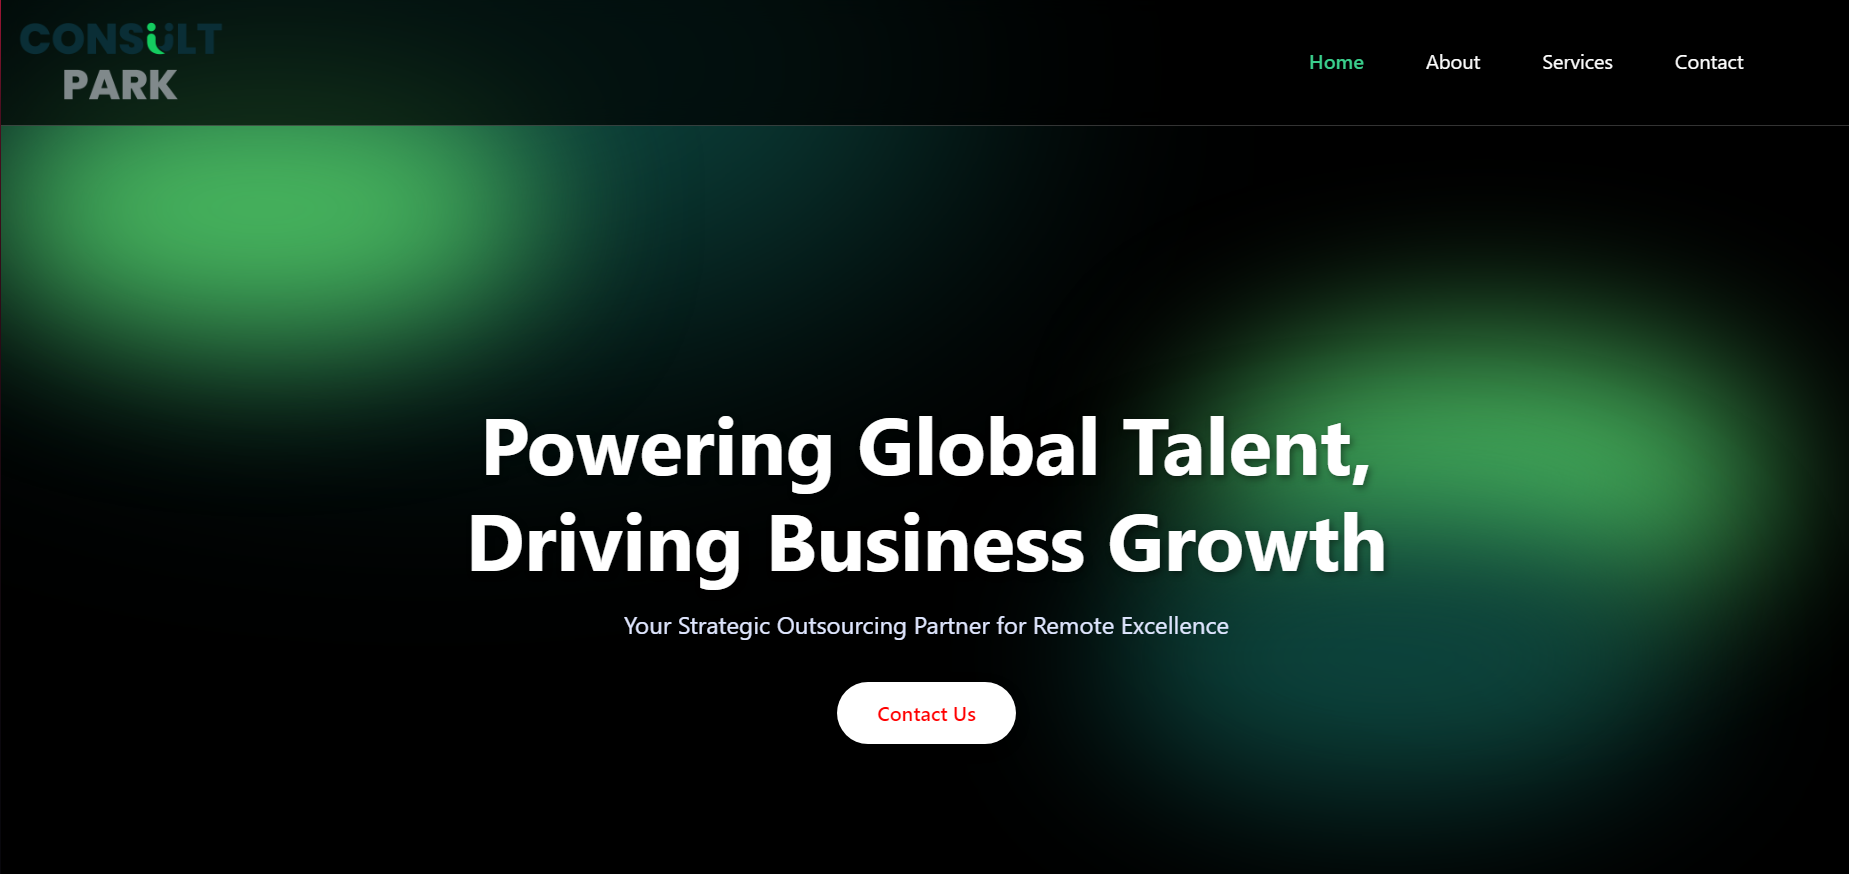 CONSULT
PARK
Home
About
Services
Contact
Powering Global Talent,
Driving Business Growth
Your Strategic Outsourcing Partner for Remote Excellence
Contact Us